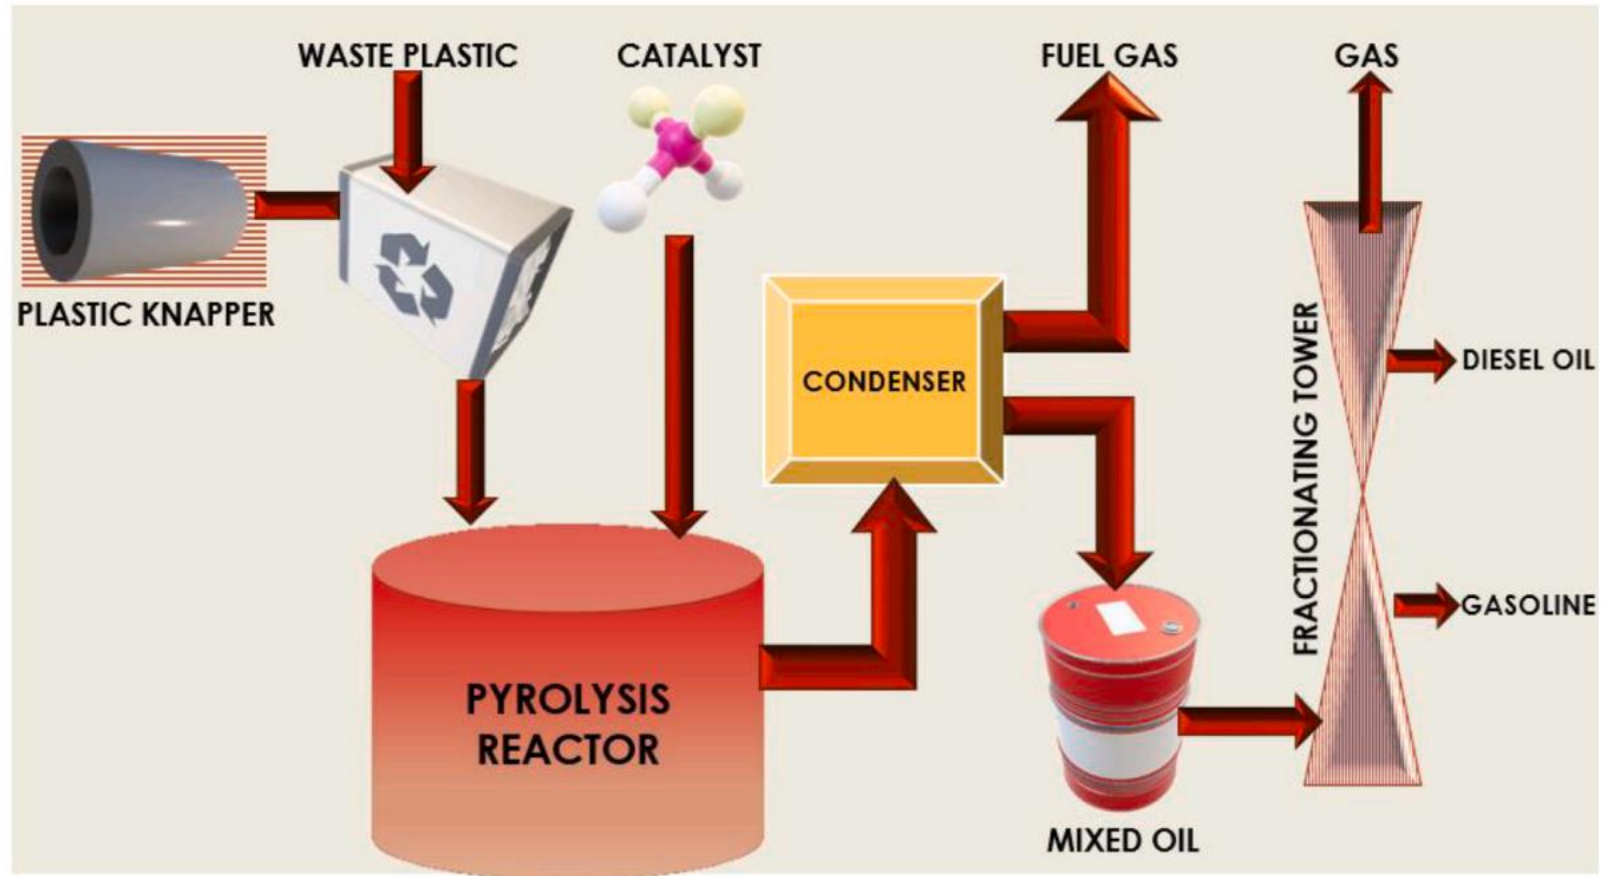 WASTE PLASTIC
CATALYST
FUEL GAS
GAS
PLASTIC KNAPPER
CONDENSER
FRACTIONATING TOWER
DIESEL OIL
GASOLINE
PYROLYSIS
REACTOR
MIXED OIL